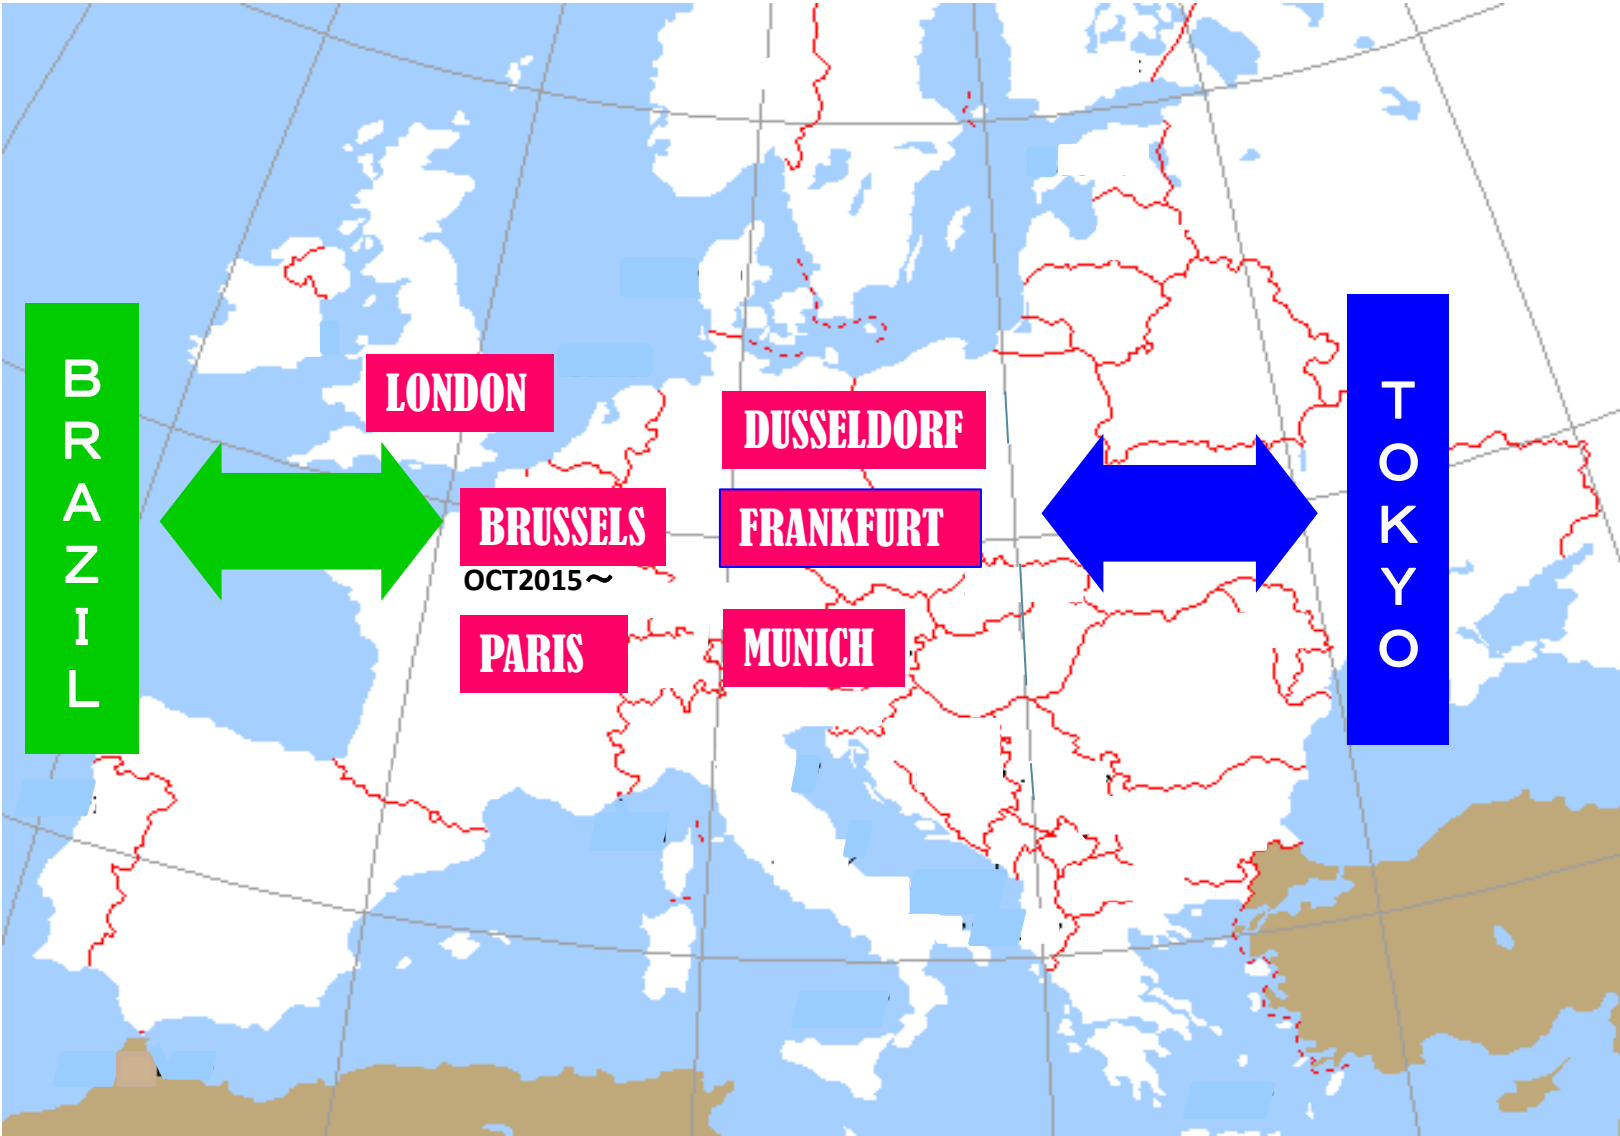 BRAZIL
LONDON
BRUSSELS
OCT2015～
PARIS
DUSSELDORF
FRANKFURT
MUNICH
TOKYO